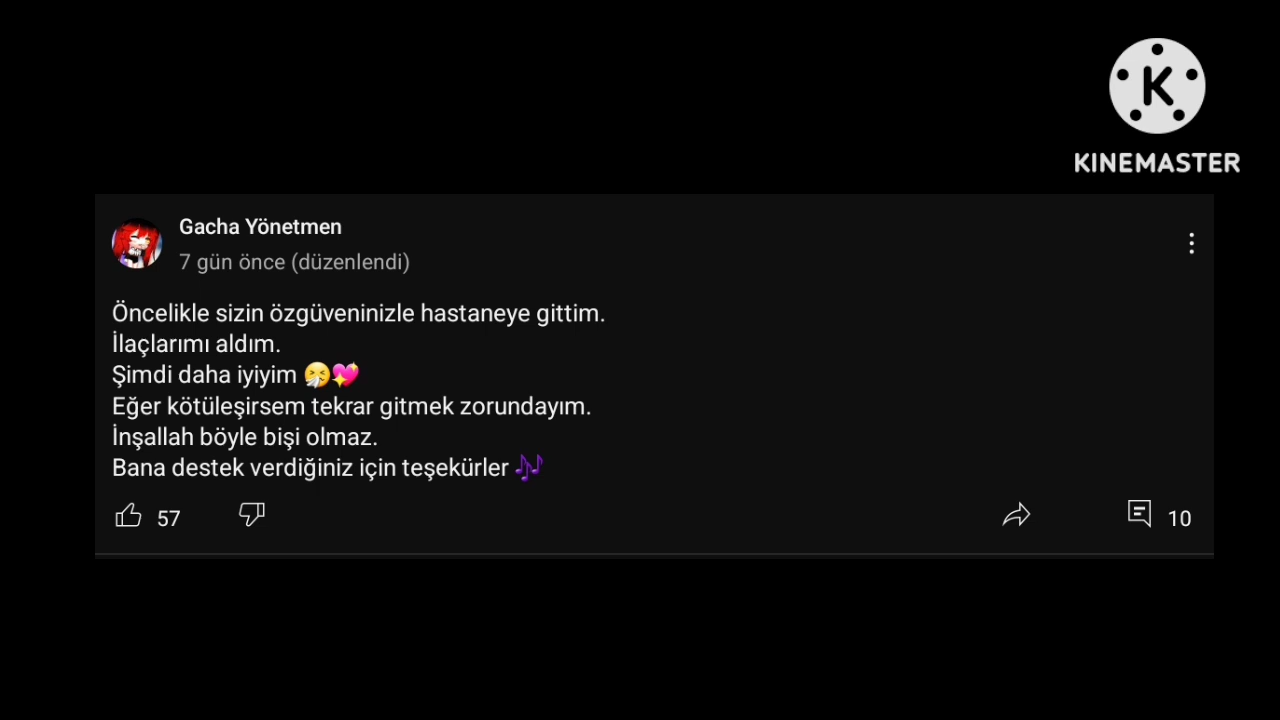 K
KINEMASTER
Gacha Yönetmen
7 gün önce (düzenlendi)
Öncelikle sizin özgüveninizle hastaneye gittim.
İlaçlarımı aldım.
Şimdi daha iyiyim 🤧💖
Eğer kötüleşirsem tekrar gitmek zorundayım.
İnşallah böyle bişi olmaz.
Bana destek verdiğiniz için teşekürler 🎶
57
10